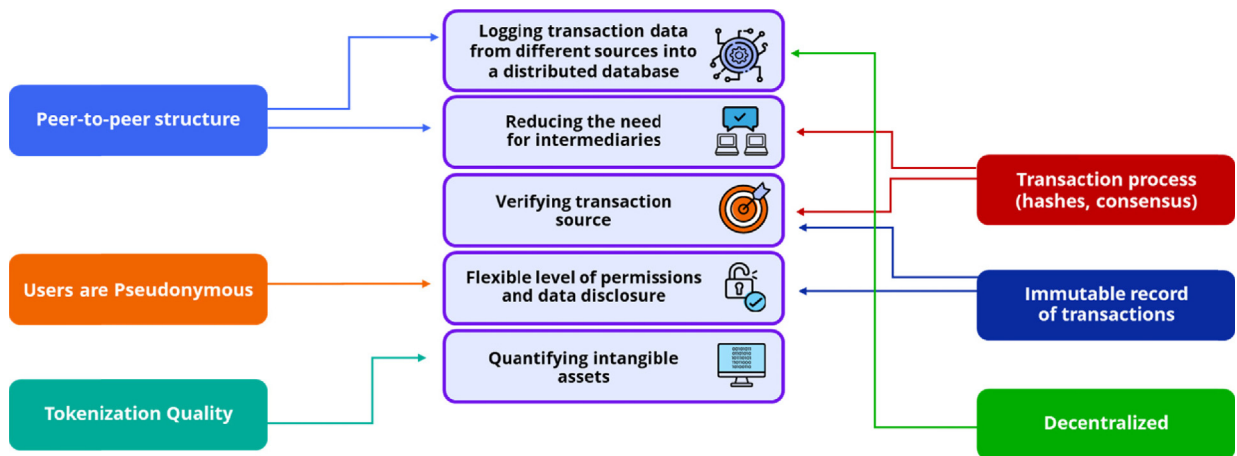 Peer-to-peer structure
Users are Pseudonymous
Tokenization Quality
Logging transaction data
from different sources into
a distributed database
Reducing the need
for intermediaries
Verifying transaction
source
Flexible level of permissions
and data disclosure
Quantifying intangible
assets
Transaction process
(hashes, consensus)
Immutable record
of transactions
Decentralized